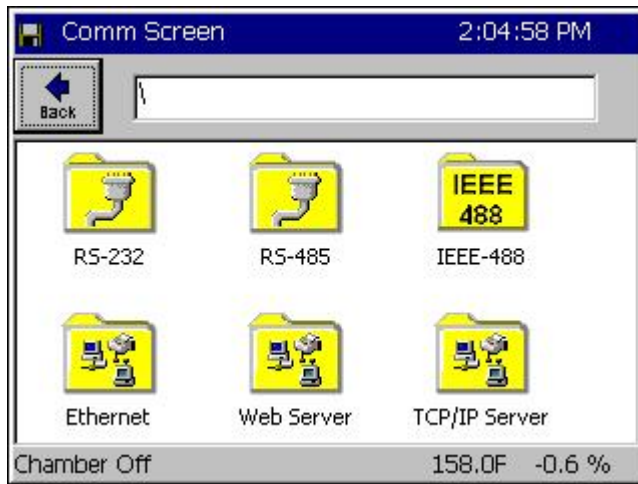 Comm Screen 2:04:58 PM
Back
\
RS-232 RS-485 IEEE 488 IEEE-488
Ethernet Web Server TCP/IP Server
Chamber Off 158.0F -0.6 %